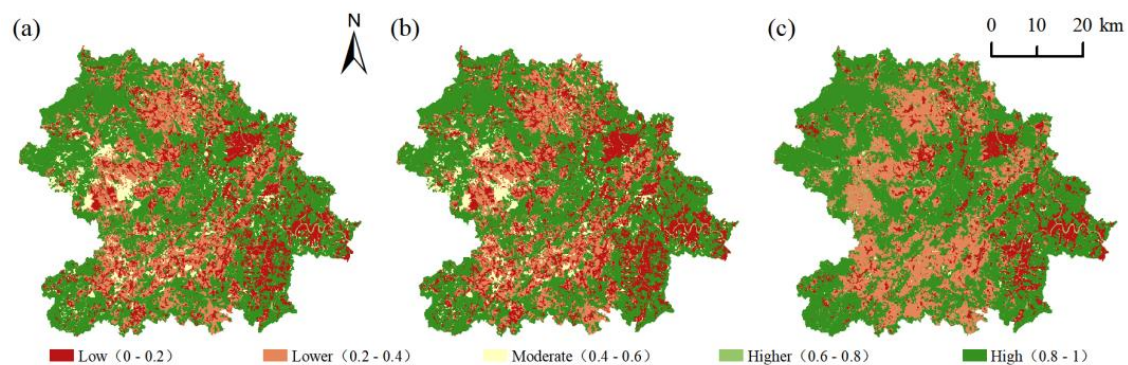 (a) N (b) (c) 0 10 20 km
Low（0 - 0.2） Lower（0.2 - 0.4） Moderate（0.4 - 0.6） Higher（0.6 - 0.8） High（0.8 - 1）